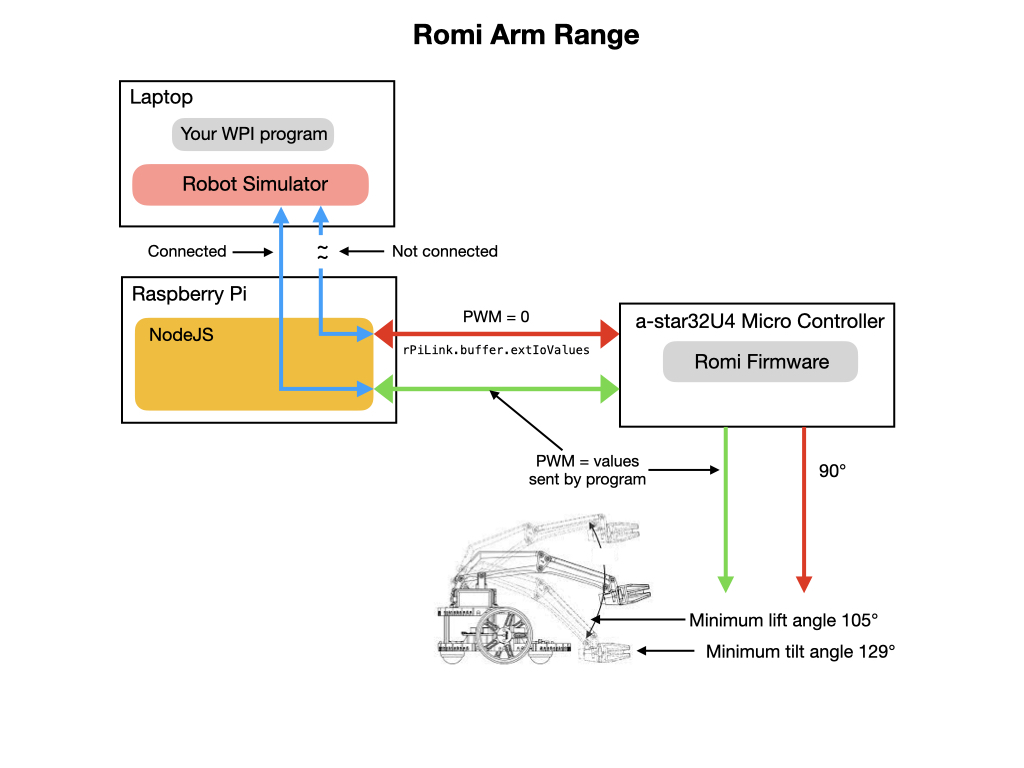 Romi Arm Range
Laptop
Your WPI program
Robot Simulator
Connected
≈
Not connected
Raspberry Pi
NodeJS
PWM = 0
rPiLink.buffer.extIoValues
a-star32U4 Micro Controller
Romi Firmware
PWM = values
sent by program
90°
Minimum lift angle 105°
Minimum tilt angle 129°